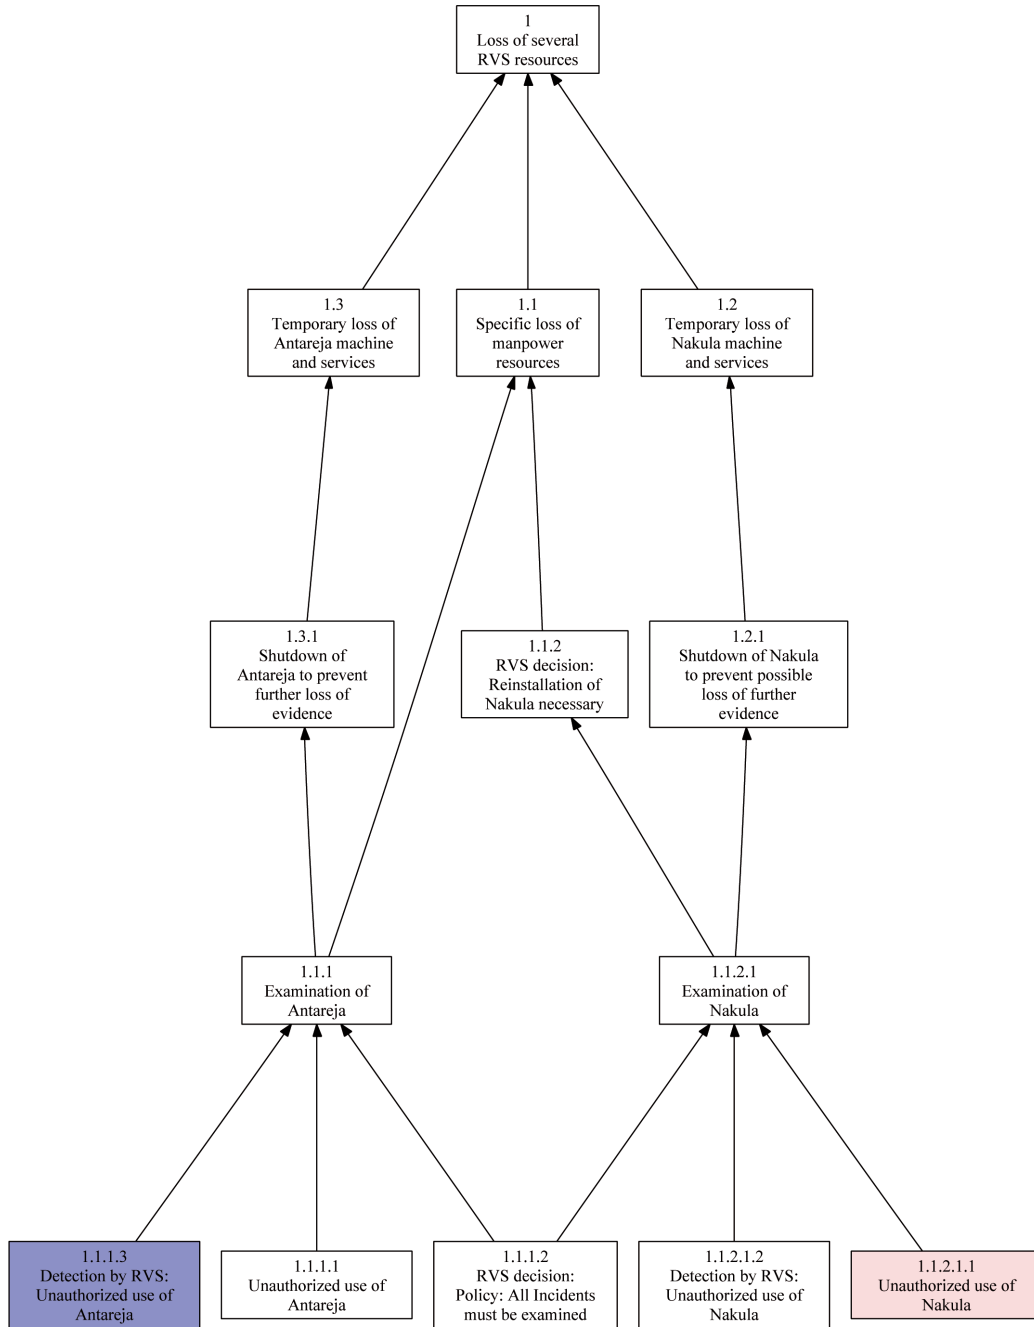 1
Loss of several
RVS resources
1.3
Temporary loss of
Antareja machine
and services
1.1
Specific loss of
manpower
resources
1.2
Temporary loss of
Nakula machine
and services
1.3.1
Shutdown of
Antareja to prevent
further loss of
evidence
1.1.2
RVS decision:
Reinstallation of
Nakula necessary
1.2.1
Shutdown of Nakula
to prevent possible
loss of further
evidence
1.1.1
Examination of
Antareja
1.1.2.1
Examination of
Nakula
1.1.1.3
Detection by RVS:
Unauthorized use of
Antareja
1.1.1.1
Unauthorized use of
Antareja
1.1.1.2
RVS decision:
Policy: All Incidents
must be examined
1.1.2.1.2
Detection by RVS:
Unauthorized use of
Nakula
1.1.2.1.1
Unauthorized use of
Nakula